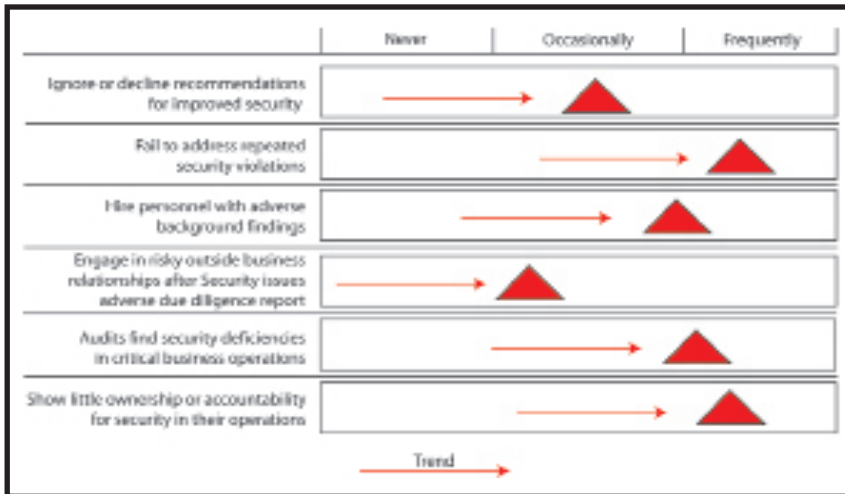 Never Occasionally Frequently
Ignore or decline recommendations
for improved security
Fail to address repeated
security violations
Hire personnel with adverse
background findings
Engage in risky outside business
relationships after Security issues
adverse due diligence report
Audits find security deficiencies
in critical business operations
Show little ownership or accountability
for security in their operations
Trend